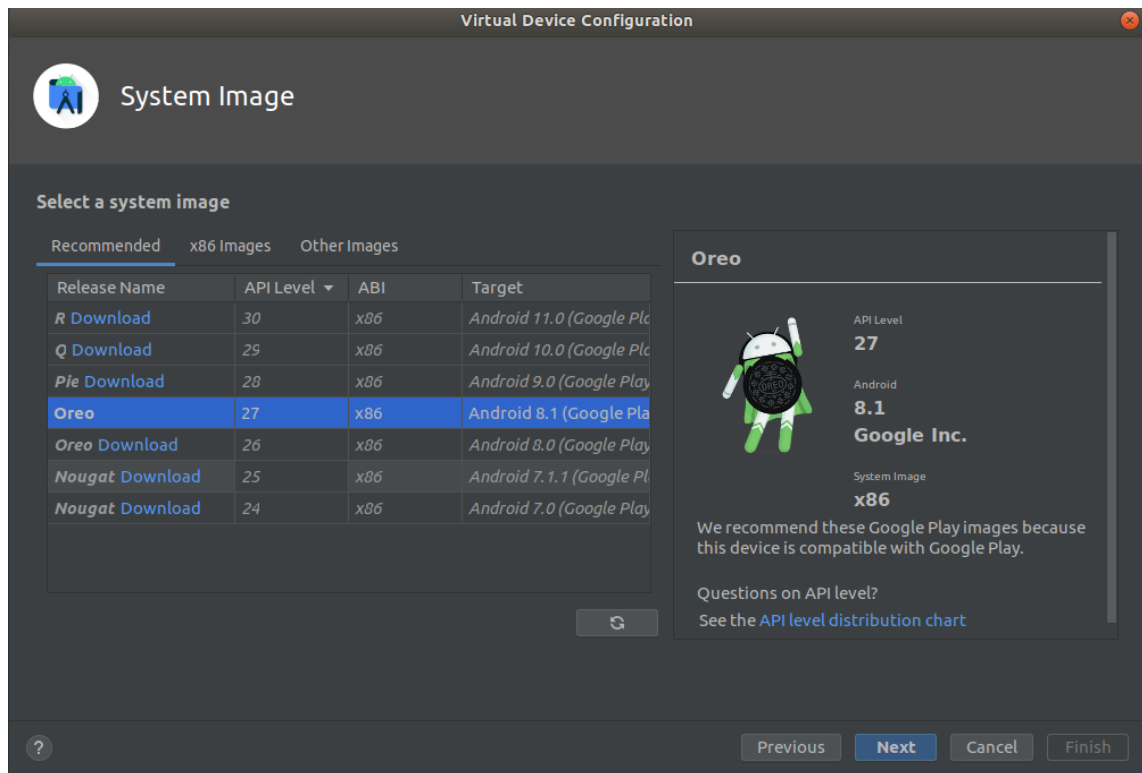 Virtual Device Configuration
System Image
Select a system image
Recommended x86 Images Other Images
Release Name API Level ABI Target
R Download 30 x86 Android 11.0 (Google Pla
Q Download 29 x86 Android 10.0 (Google Pla
Pie Download 28 x86 Android 9.0 (Google Play
Oreo 27 x86 Android 8.1 (Google Pla
Oreo Download 26 x86 Android 8.0 (Google Play
Nougat Download 25 x86 Android 7.1.1 (Google Pl
Nougat Download 24 x86 Android 7.0 (Google Play
Oreo
OREO
API Level
27
Android
8.1
Google Inc.
System Image
x86
We recommend these Google Play images because
this device is compatible with Google Play.
Questions on API level?
See the API level distribution chart
? Previous Next Cancel Finish